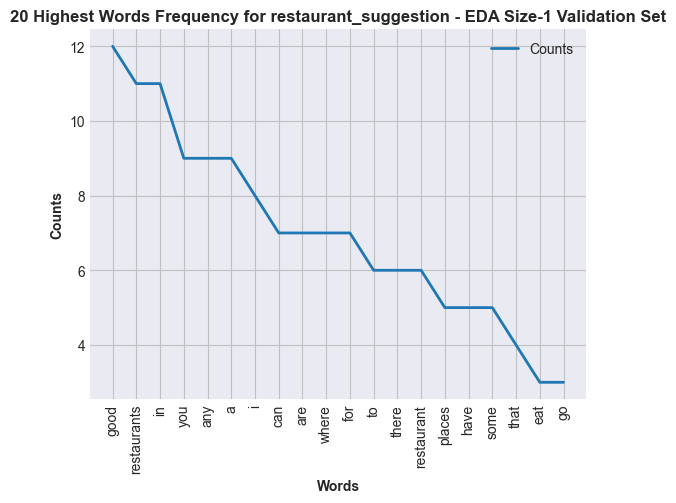 20 Highest Words Frequency for restaurant_suggestion - EDA Size-1 Validation Set
Counts
12
10
8
6
4
Counts
good
restaurants
in
you
any
a
i
can
are
where
for
to
there
restaurant
places
have
some
that
eat
go
Words